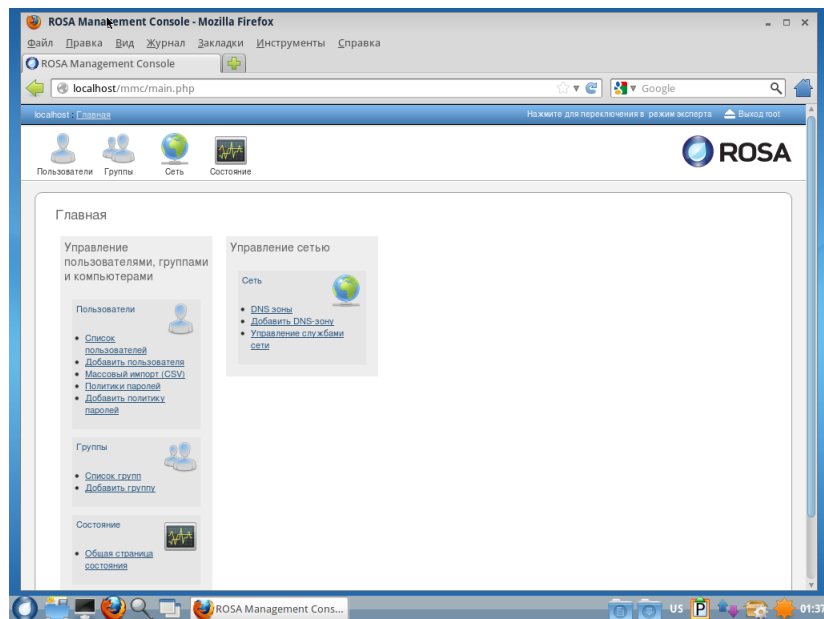 ROSA Management Console - Mozilla Firefox
Файл Правка Вид Журнал Закладки Инструменты Справка
ROSA Management Console
localhost/mmc/main.php
Google
localhost : Главная
Нажмите для переключения в режим эксперта
Выход root
Пользователи Группы Сеть Состояние
ROSA
Главная
Управление
пользователями, группами
и компьютерами
Пользователи
Список
пользователей
Добавить пользователя
Массовый импорт (CSV)
Политики паролей
Добавить политику
паролей
Группы
Список групп
Добавить группу
Состояние
Общая страница
состояния
Управление сетью
Сеть
DNS зоны
Добавить DNS-зону
Управление службами
сети
ROSA Management Cons...
US
P
01:37